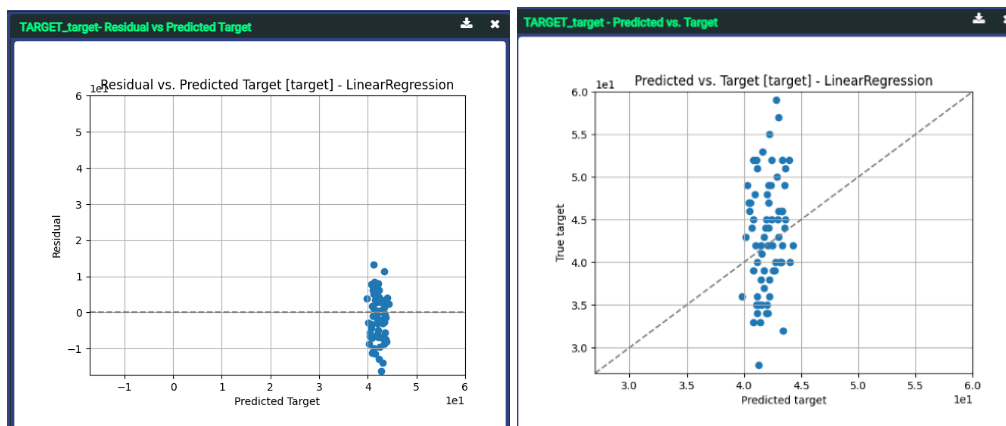 TARGET_target- Residual vs Predicted Target
Residual vs. Predicted Target [target] - LinearRegression
1e1
6
5
4
3
2
1
0
−1
Residual
−1
0
1
2
3
4
5
6
1e1
Predicted Target
TARGET_target - Predicted vs. Target
Predicted vs. Target [target] - LinearRegression
1e1
6.0
5.5
5.0
4.5
4.0
3.5
3.0
True target
3.0
3.5
4.0
4.5
5.0
5.5
6.0
1e1
Predicted target